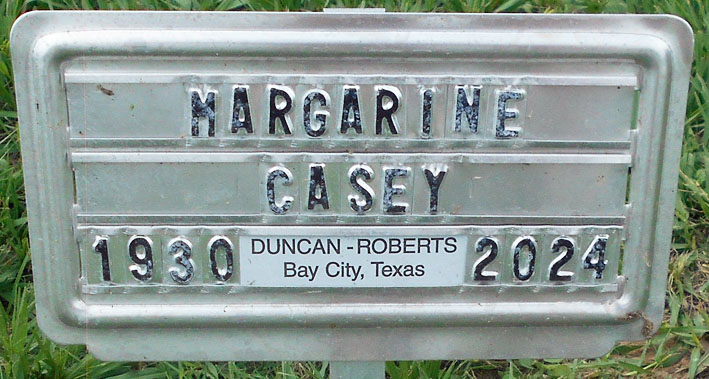 MARGARINE
CASEY
1930 DUNCAN-ROBERTS 2024
Bay City, Texas